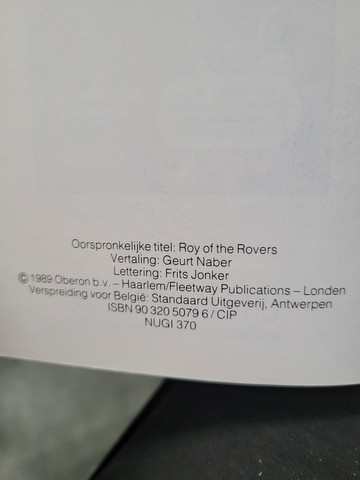 Oorspronkelijke titel: Roy of the Rovers
Vertaling: Geurt Naber
Lettering: Frits Jonker
© 1989 Oberon b.v. – Haarlem/Fleetway Publications – Londen
Verspreiding voor België: Standaard Uitgeverij, Antwerpen
ISBN 90 320 5079 6 / CIP
NUGI 370